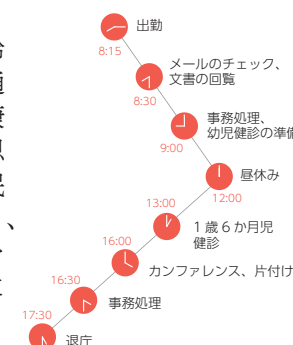 出勤
8:15
メールのチェック、
文書の回覧
8:30
事務処理、
幼児健診の準備
9:00
昼休み
12:00
13:00
1歳6か月児
健診
16:00
カンファレンス、片付け
16:30
事務処理
17:30
退庁